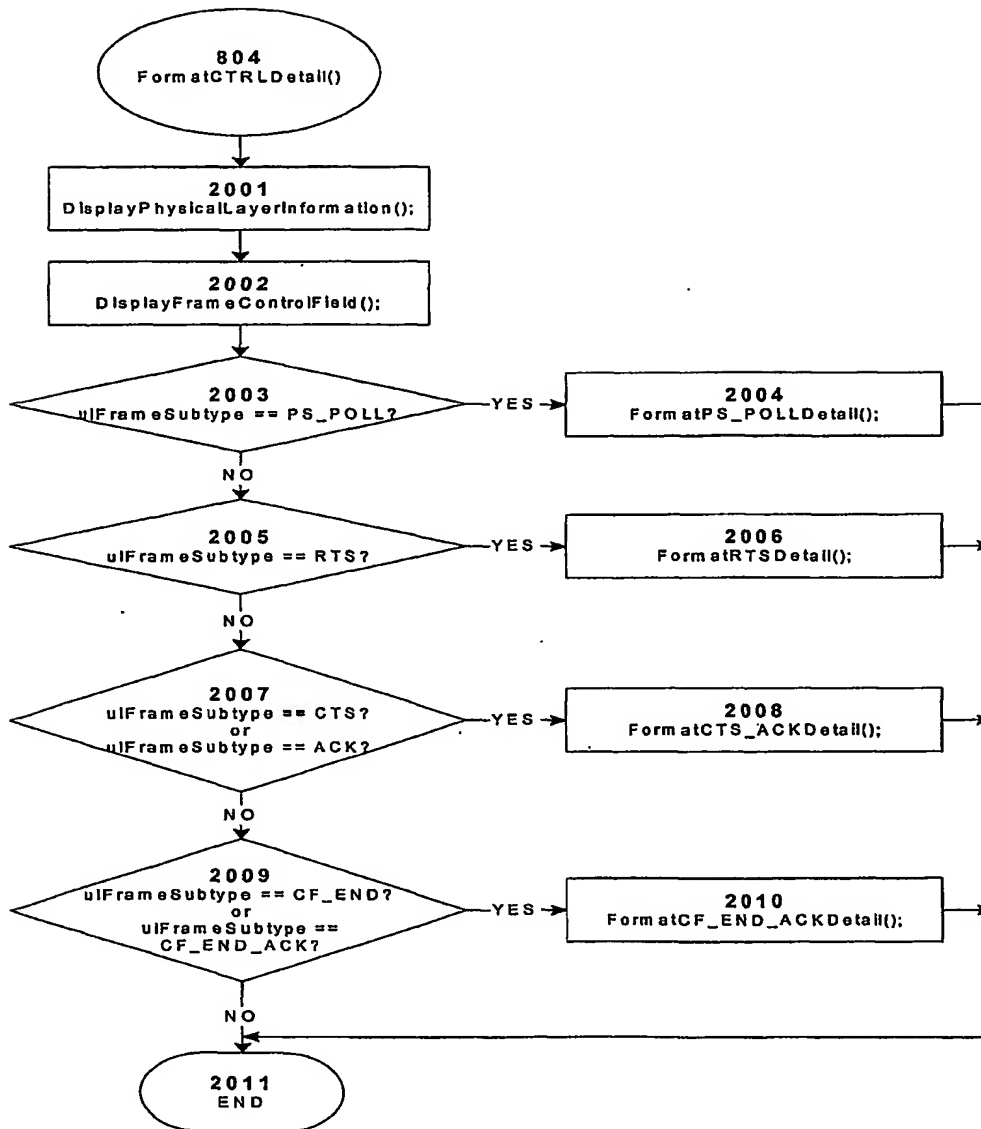 804
FormatCTRLDetail()
2001
DisplayPhysicalLayerInformation();
2002
DisplayFrameControlField();
2003
ulFrameSubtype == PS_POLL?
YES
2004
FormatPS_POLLDetail();
NO
2005
ulFrameSubtype == RTS?
YES
2006
FormatRTSDetail();
NO
2007
ulFrameSubtype == CTS?
or
ulFrameSubtype == ACK?
YES
2008
FormatCTS_ACKDetail();
NO
2009
ulFrameSubtype == CF_END?
or
ulFrameSubtype ==
CF_END_ACK?
YES
2010
FormatCF_END_ACKDetail();
NO
2011
END